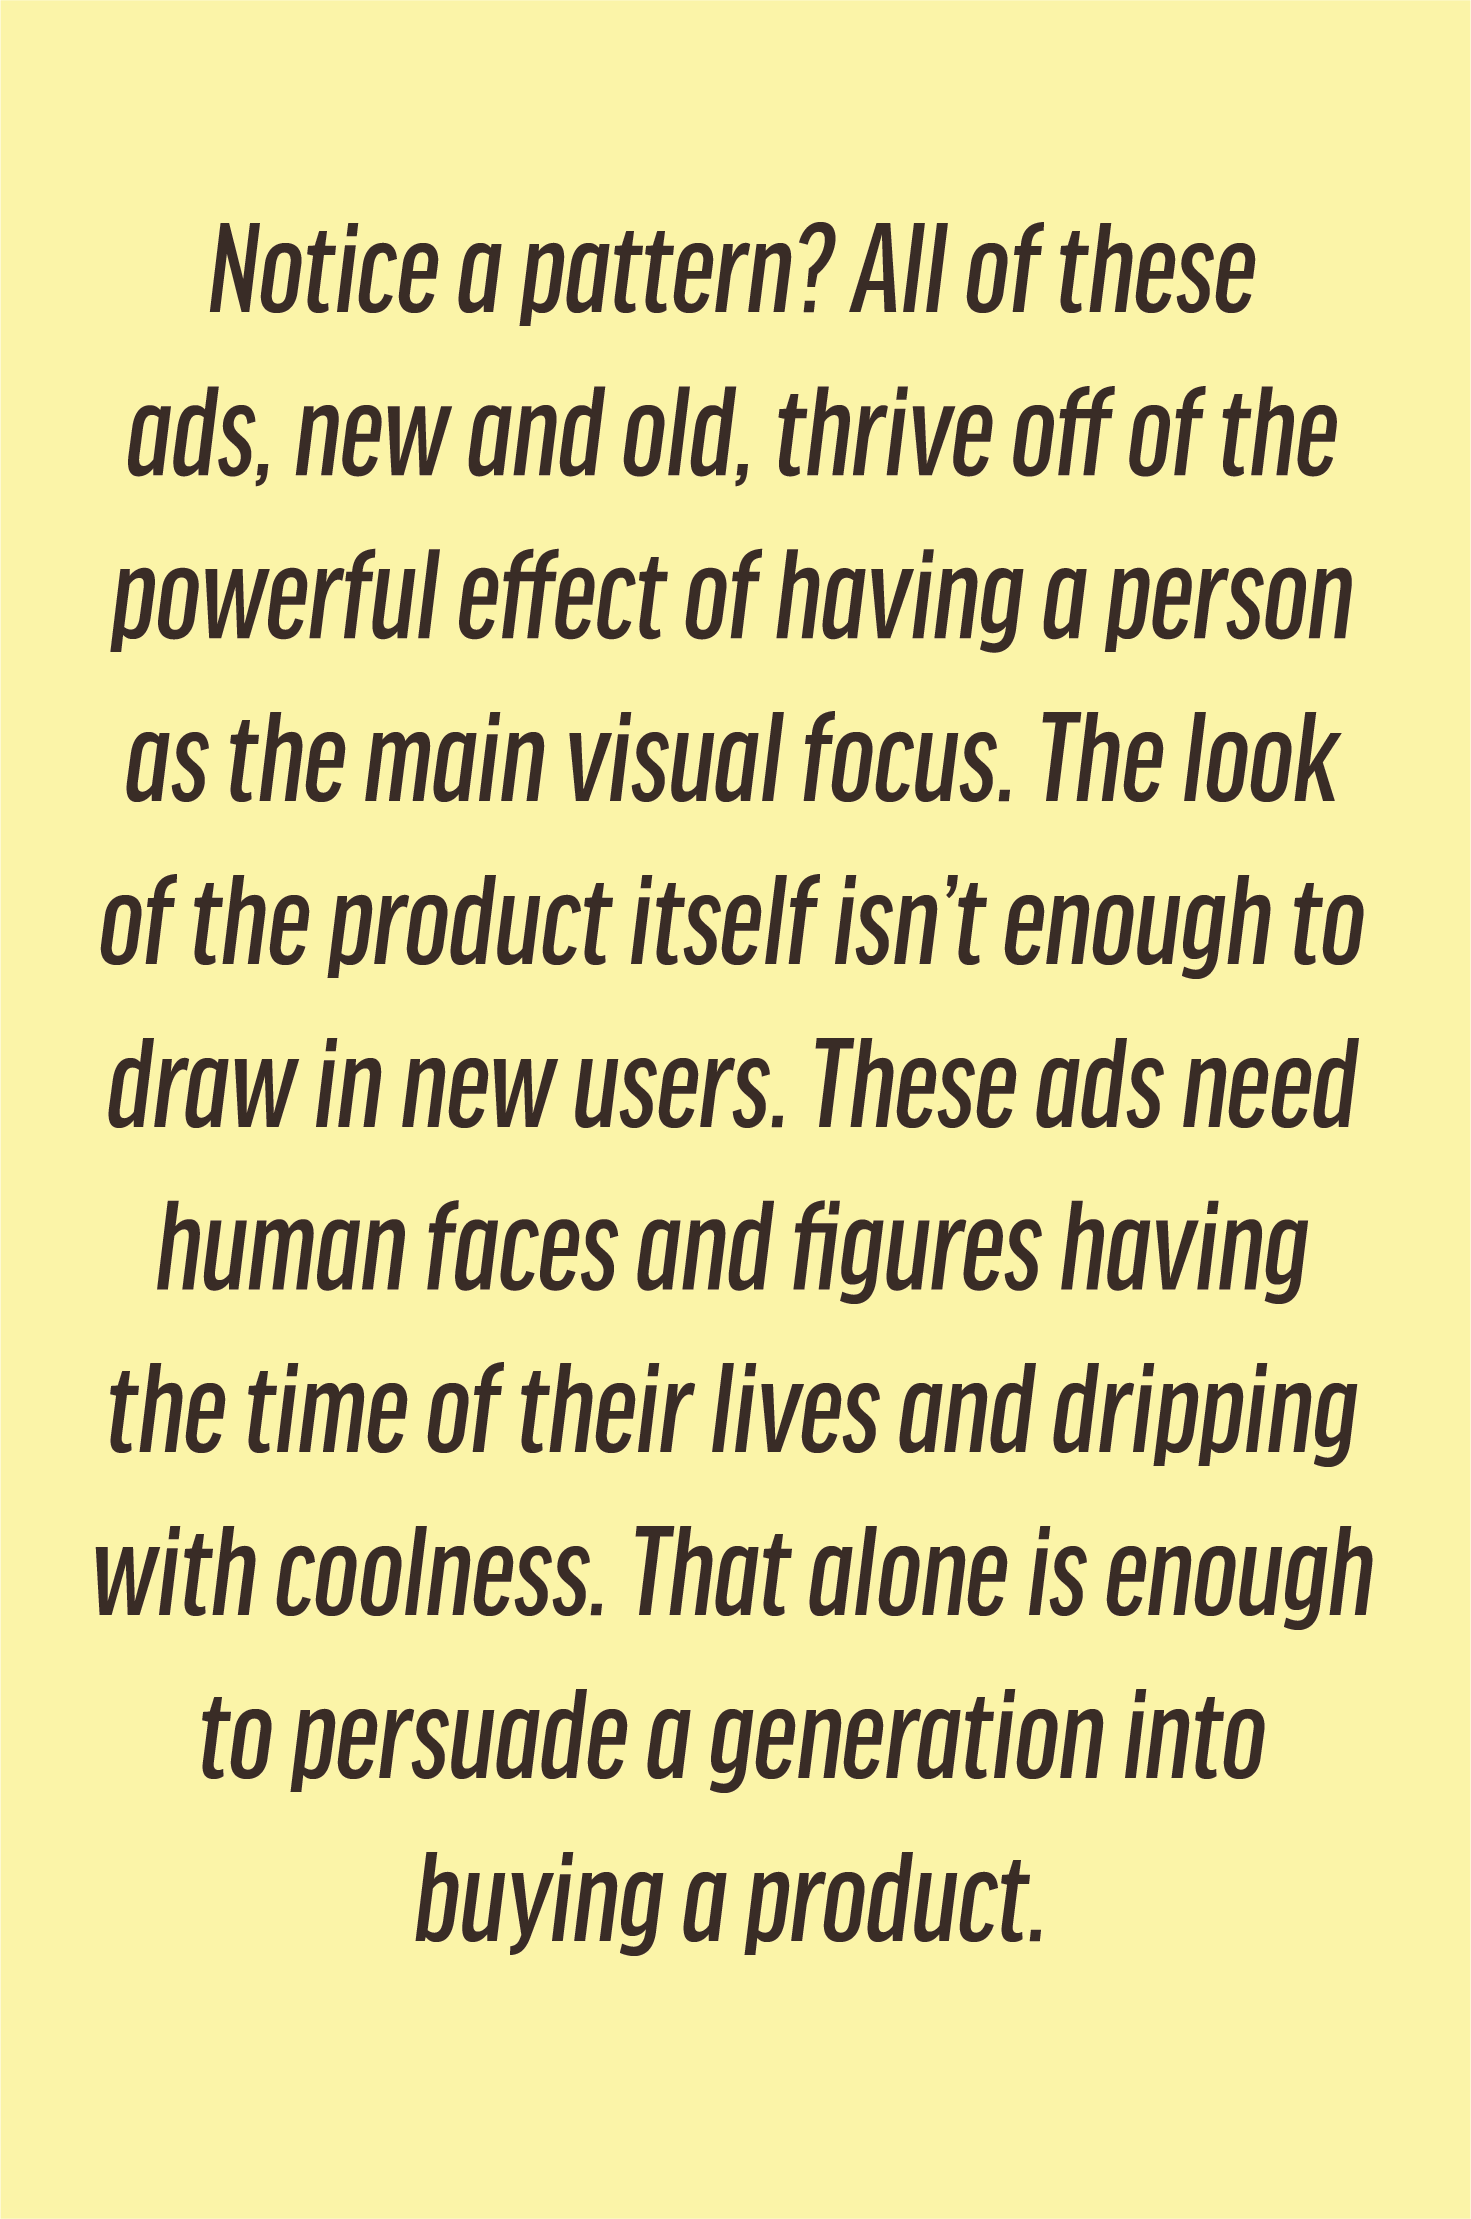 Notice a pattern? All of these
ads, new and old, thrive off of the
powerful effect of having a person
as the main visual focus. The look
of the product itself isn’t enough to
draw in new users. These ads need
human faces and figures having
the time of their lives and dripping
with coolness. That alone is enough
to persuade a generation into
buying a product.